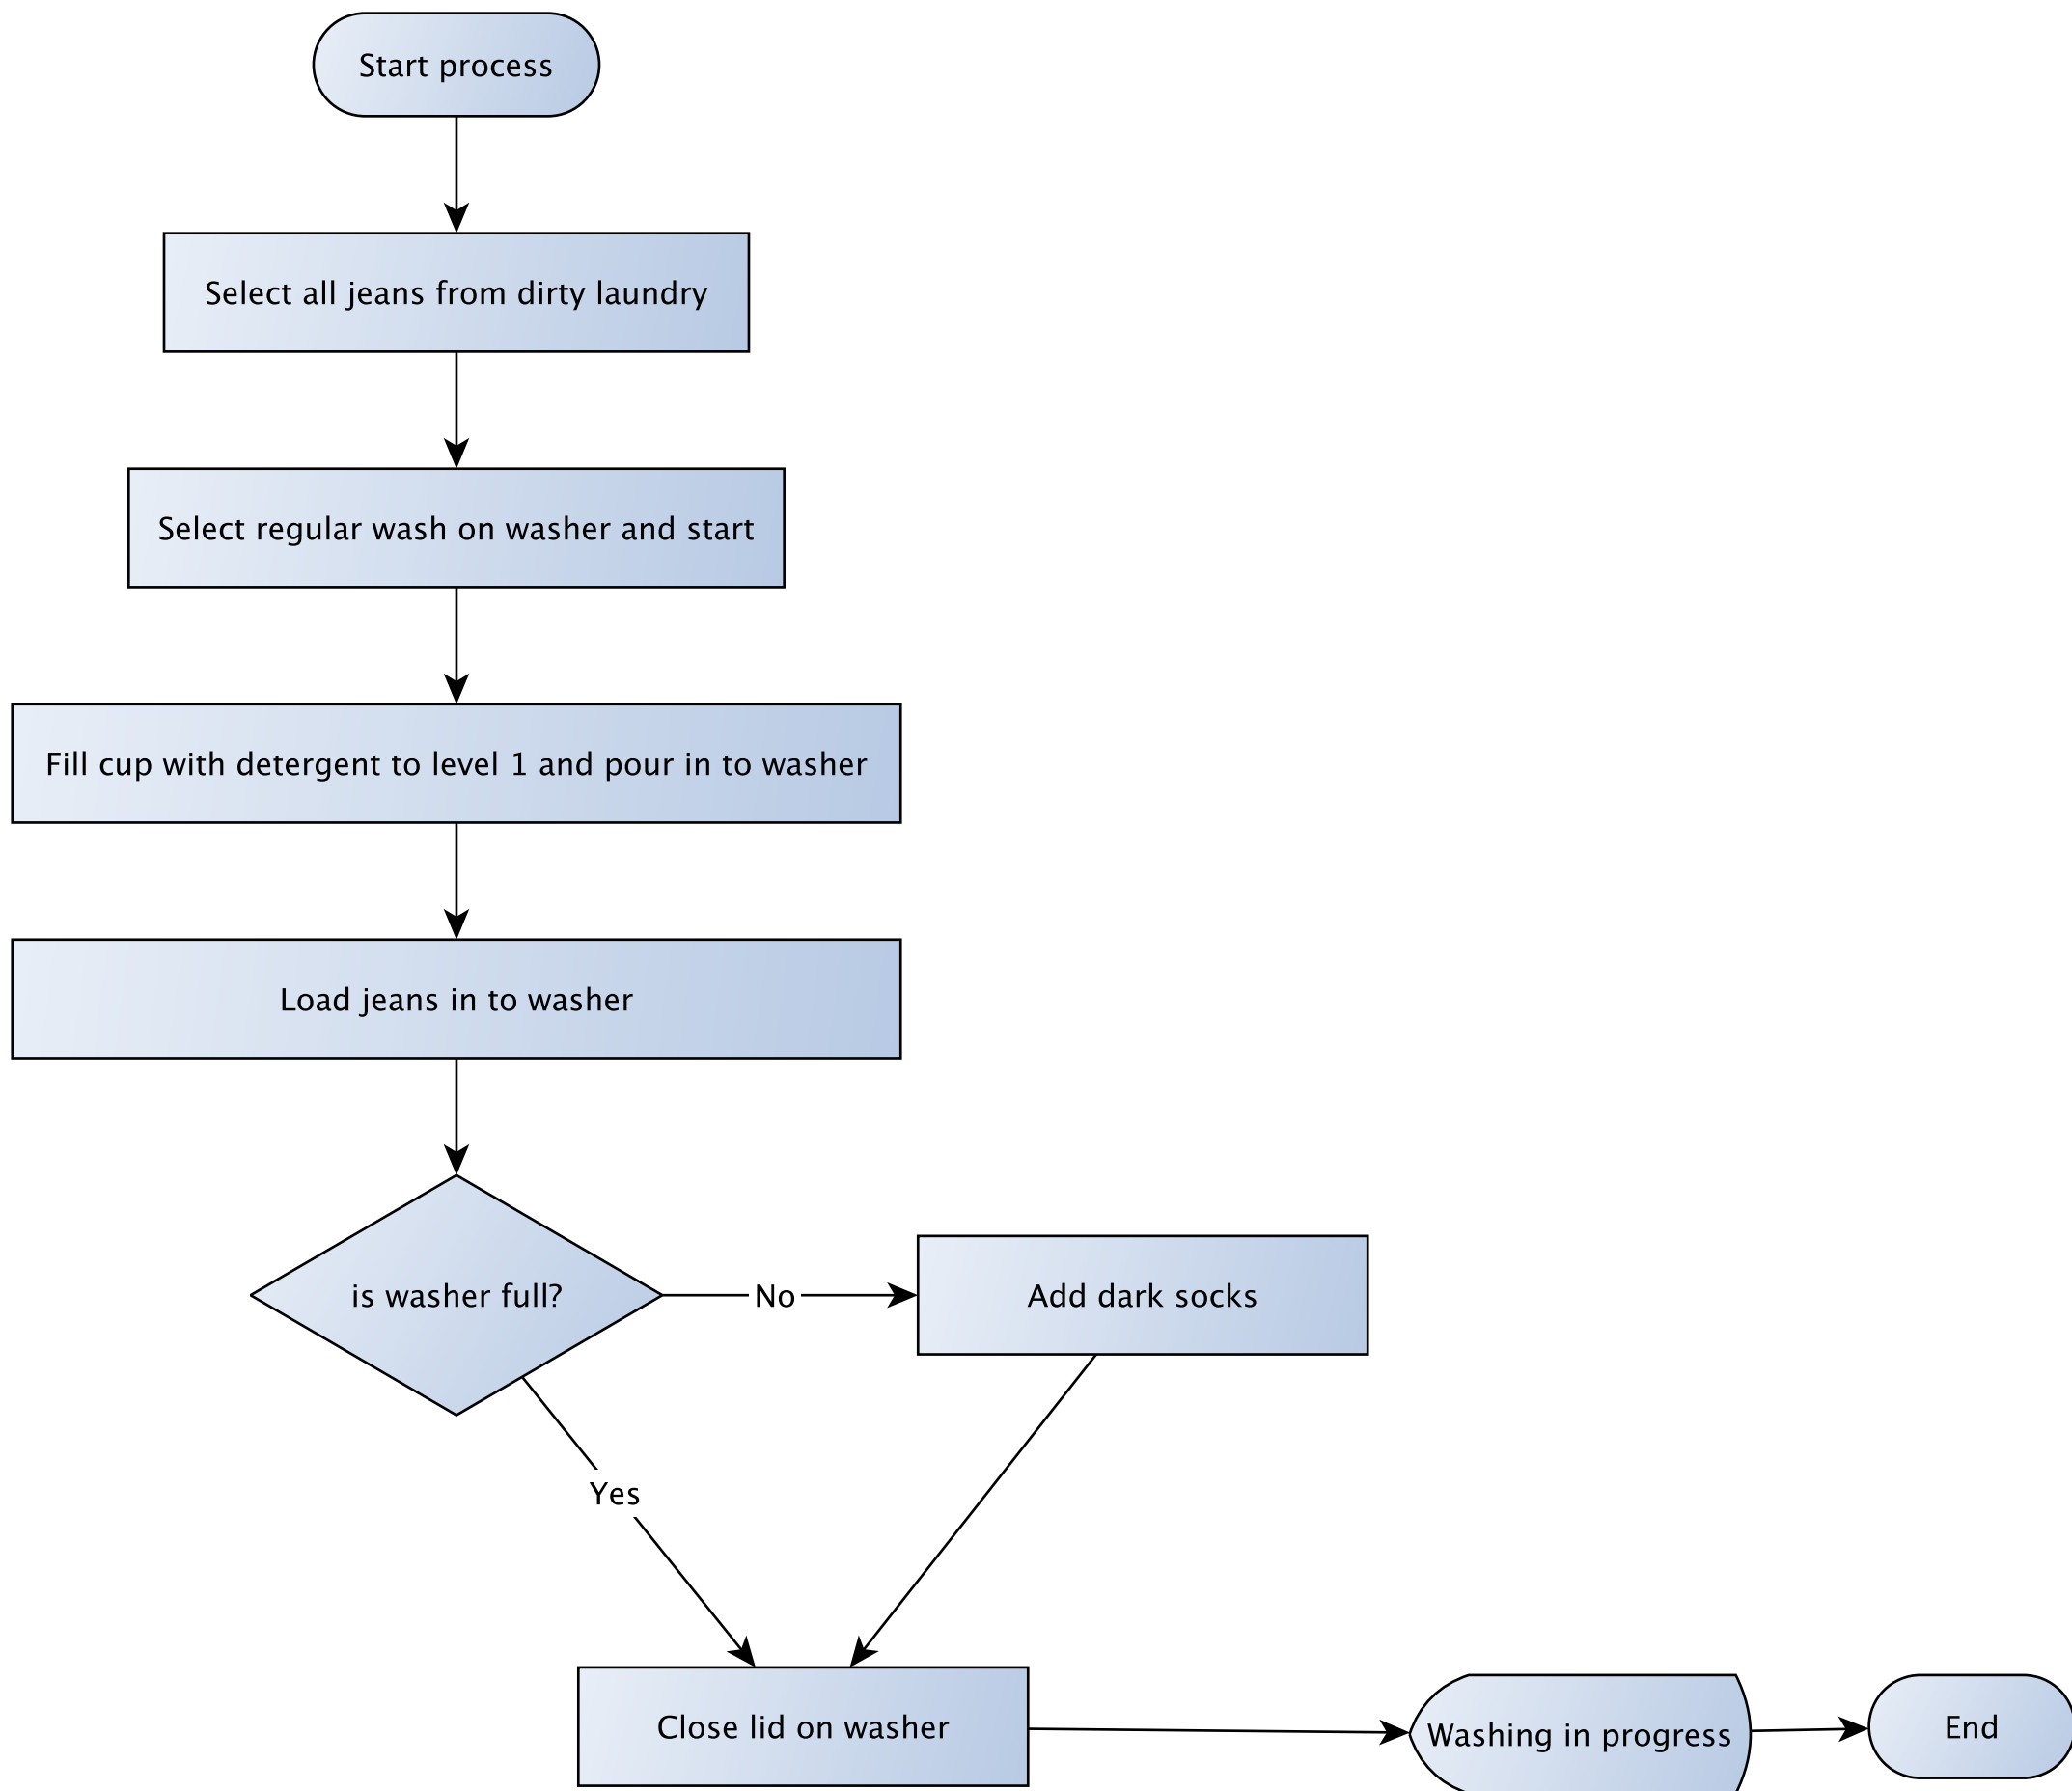 Start process
Select all jeans from dirty laundry
Select regular wash on washer and start
Fill cup with detergent to level 1 and pour in to washer
Load jeans in to washer
is washer full?
No
Add dark socks
Yes
Close lid on washer
Washing in progress
End